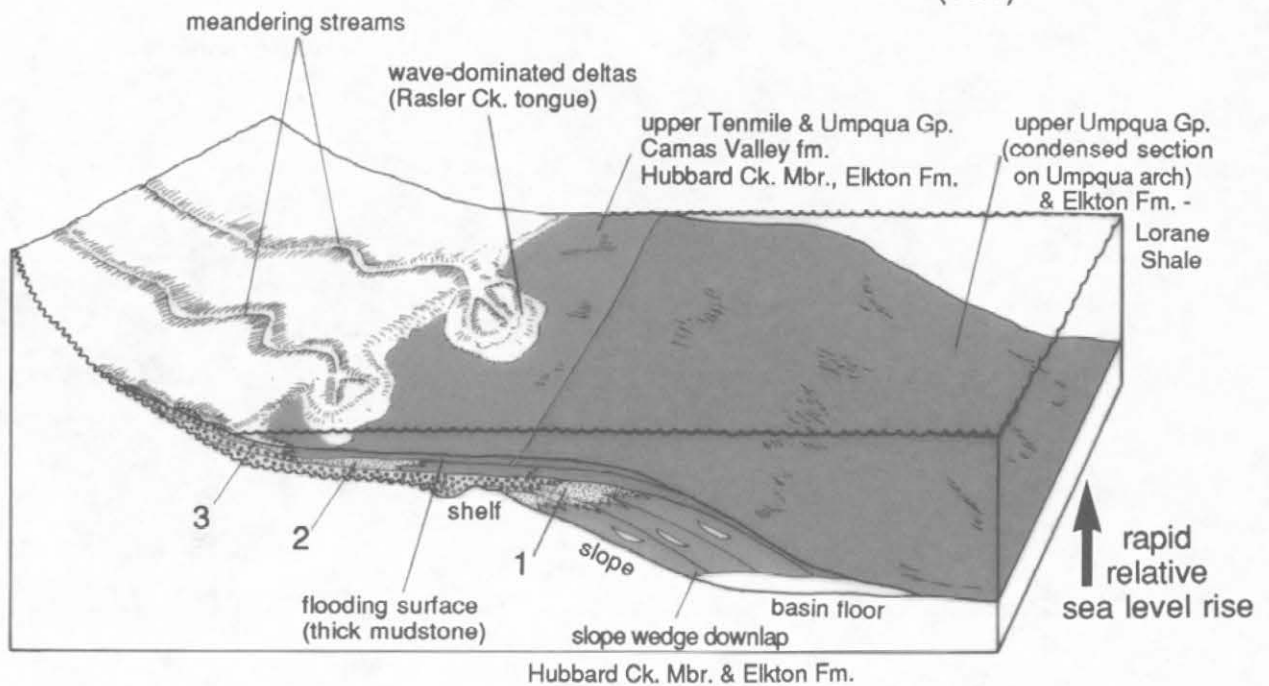 meandering streams
wave-dominated deltas
(Rasler Ck. tongue)
upper Tenmile & Umpqua Gp.
Camas Valley fm.
Hubbard Ck. Mbr., Elkton Fm.
upper Umpqua Gp.
(condensed section
on Umpqua arch)
& Elkton Fm. -
Lorane
Shale
3
2
shelf
1
slope
flooding surface
(thick mudstone)
basin floor
slope wedge downlap
rapid
relative
sea level rise
Hubbard Ck. Mbr. & Elkton Fm.